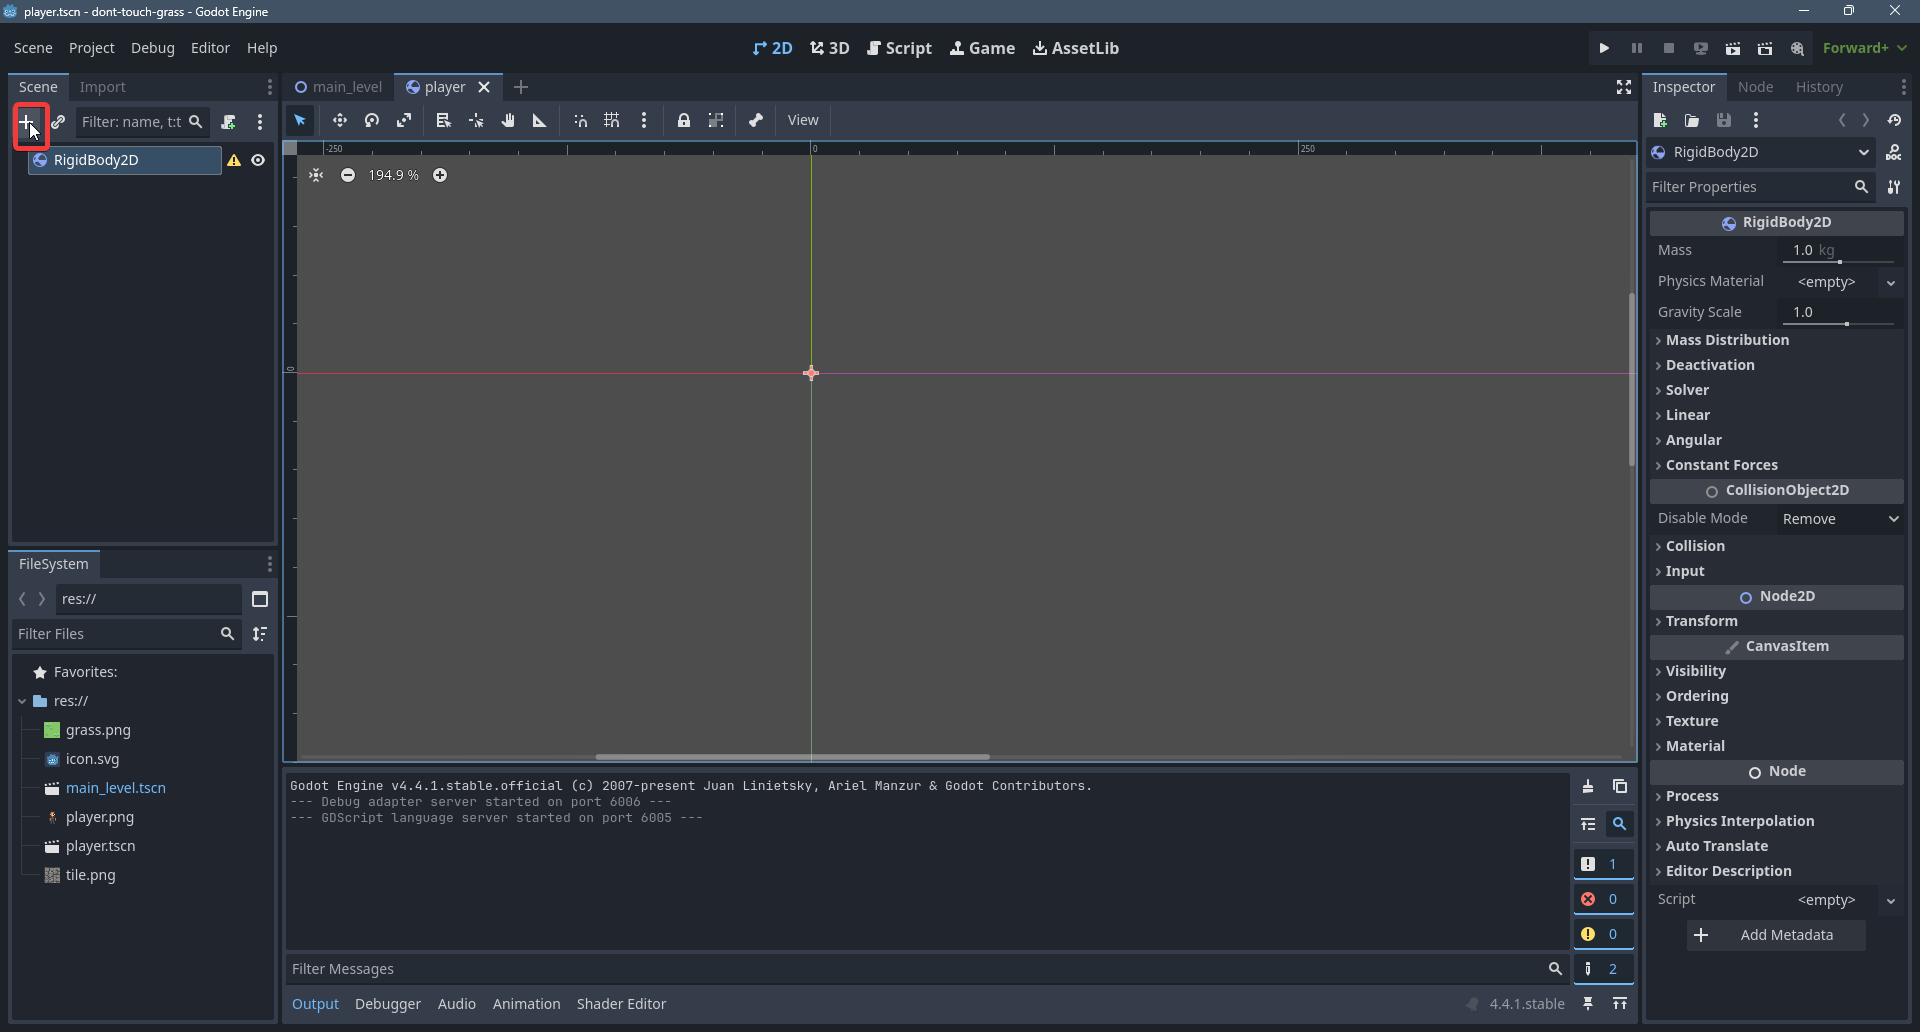 player.tscn - dont-touch-grass - Godot Engine
Scene Project Debug Editor Help
2D 3D Script Game AssetLib
Forward+
Scene Import
Filter: name, t:t
RigidBody2D
main_level player
View
-250 0 250
0
194.9 %
FileSystem
res://
Filter Files
Favorites:
res://
grass.png
icon.svg
main_level.tscn
player.png
player.tscn
tile.png
Godot Engine v4.4.1.stable.official (c) 2007-present Juan Linietsky, Ariel Manzur & Godot Contributors.
--- Debug adapter server started on port 6006 ---
--- GDScript language server started on port 6005 ---
1
0
0
2
Filter Messages
Output Debugger Audio Animation Shader Editor
4.4.1.stable
Inspector Node History
RigidBody2D
Filter Properties
RigidBody2D
Mass 1.0 kg
Physics Material <empty>
Gravity Scale 1.0
Mass Distribution
Deactivation
Solver
Linear
Angular
Constant Forces
CollisionObject2D
Disable Mode Remove
Collision
Input
Node2D
Transform
CanvasItem
Visibility
Ordering
Texture
Material
Node
Process
Physics Interpolation
Auto Translate
Editor Description
Script <empty>
Add Metadata